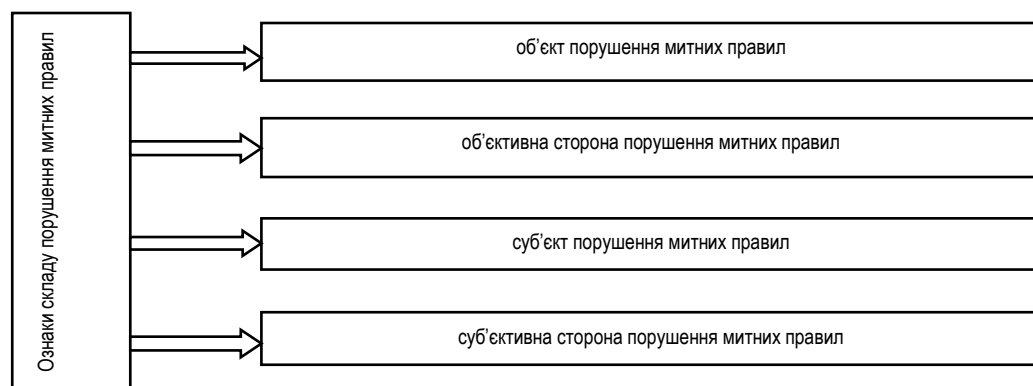 Ознаки складу порушення митних правил
об’єкт порушення митних правил
об’єктивна сторона порушення митних правил
суб’єкт порушення митних правил
суб’єктивна сторона порушення митних правил